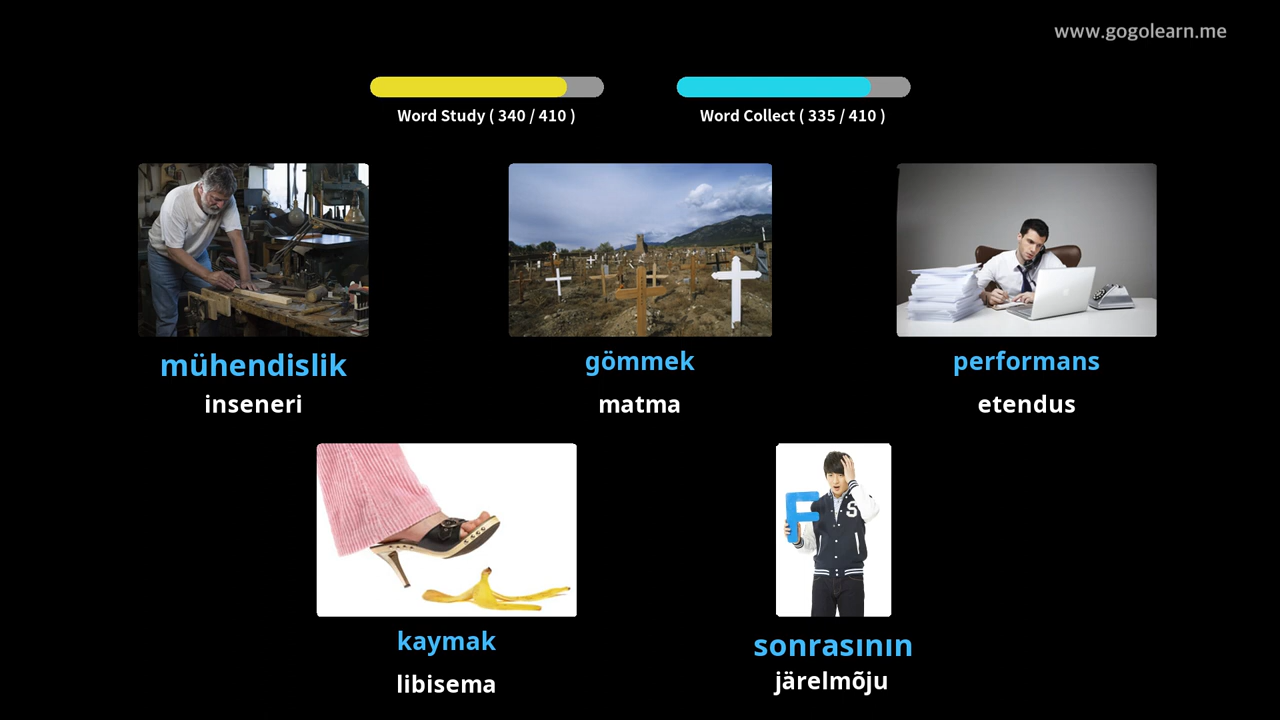 www.gogolearn.me
Word Study ( 340 / 410 )
Word Collect ( 335 / 410 )
mühendislik
inseneri
gömmek
matma
performans
etendus
kaymak
libisema
F
S
sonrasının
järelmõju